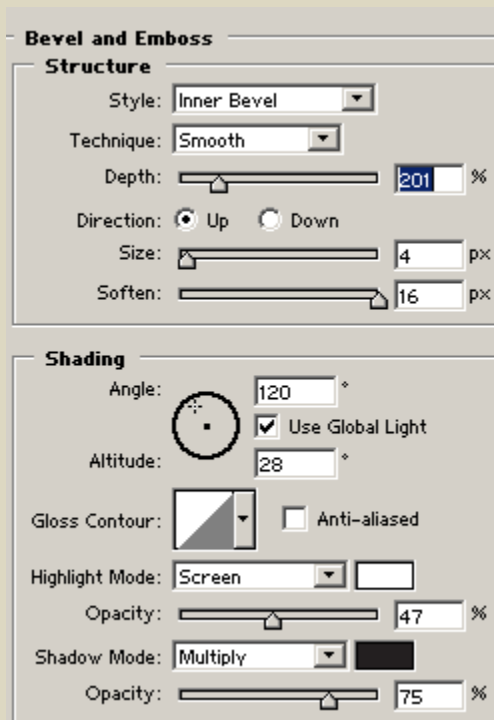 Bevel and Emboss
Structure
Style: Inner Bevel
Technique: Smooth
Depth: 201 %
Direction: Up Down
Size: 4 px
Soften: 16 px
Shading
Angle: 120 °
Use Global Light
Altitude: 28 °
Gloss Contour: Anti-aliased
Highlight Mode: Screen
Opacity: 47 %
Shadow Mode: Multiply
Opacity: 75 %